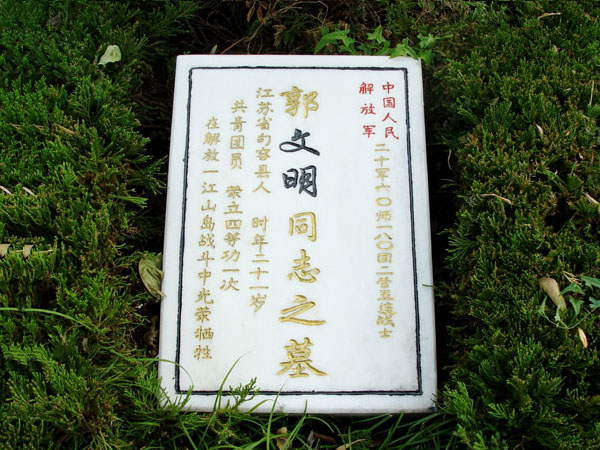 中国人民
解放军
二十军六〇师一八〇团二营五连战士
郭文明同志之墓
江苏省句容县人 时年二十一岁
共青团员 荣立四等功一次
在解放一江山岛战斗中光荣牺牲